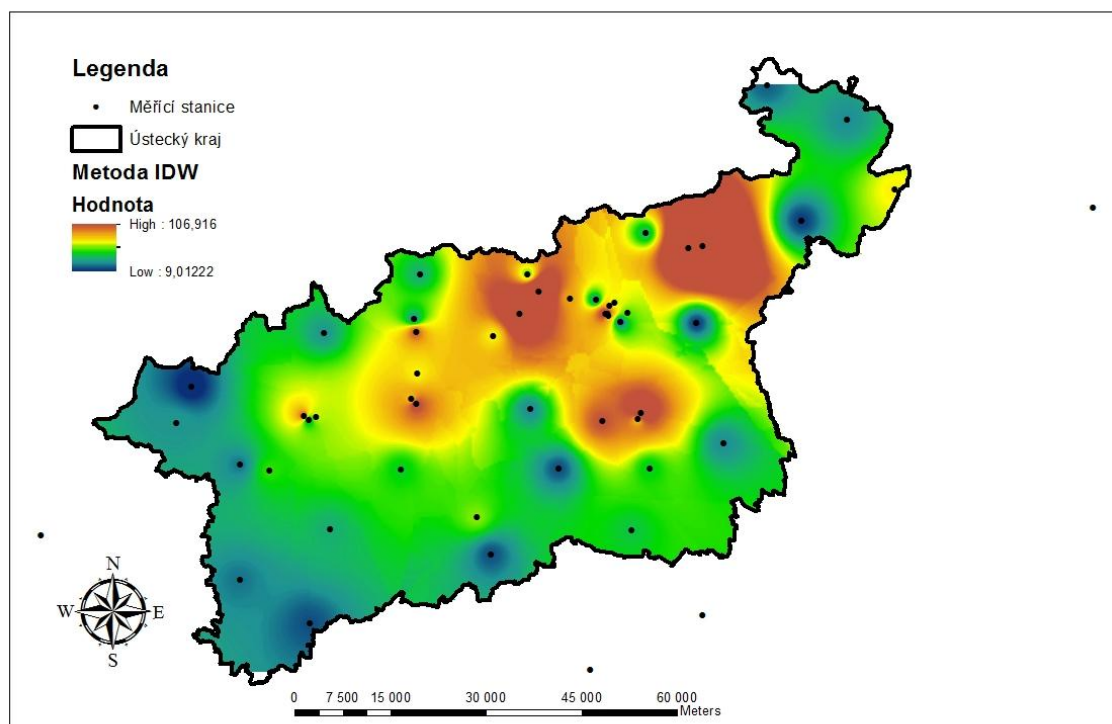 Legenda
Měřící stanice
Ústecký kraj
Metoda IDW
Hodnota
High : 106,916
Low : 9,01222
N
W E
S
0 7 500 15 000 30 000 45 000 60 000
Meters